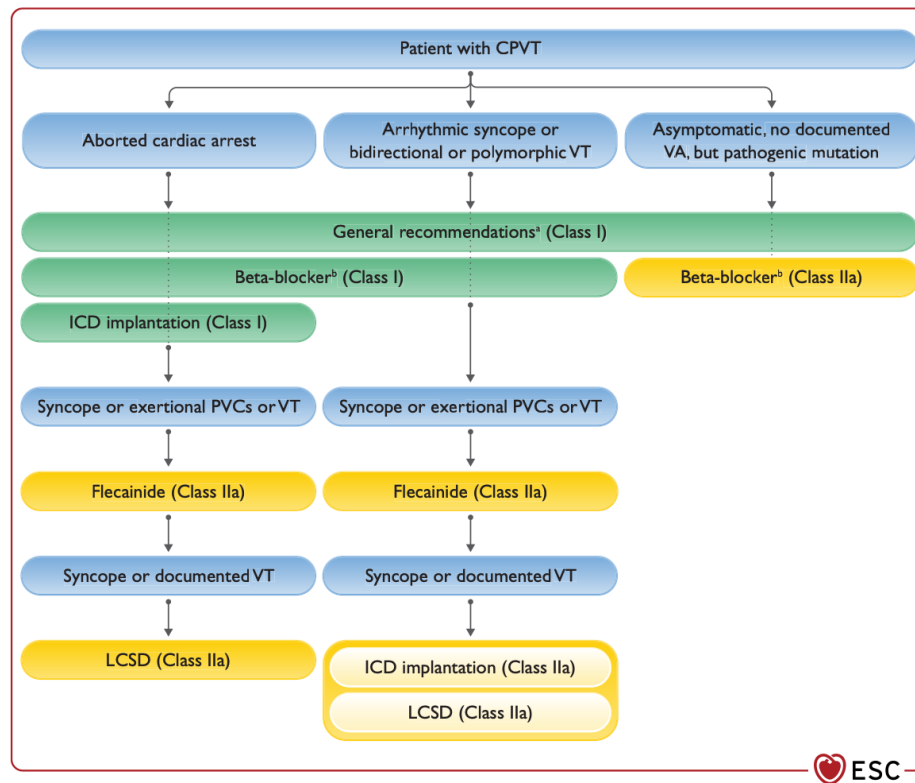 Patient with CPVT
Aborted cardiac arrest
Arrhythmic syncope or
bidirectional or polymorphic VT
Asymptomatic, no documented
VA, but pathogenic mutation
General recommendationsᵃ (Class I)
Beta-blockerᵇ (Class I)
Beta-blockerᵇ (Class IIa)
ICD implantation (Class I)
Syncope or exertional PVCs or VT
Syncope or exertional PVCs or VT
Flecainide (Class IIa)
Flecainide (Class IIa)
Syncope or documented VT
Syncope or documented VT
LCSD (Class IIa)
ICD implantation (Class IIa)
LCSD (Class IIa)
ESC